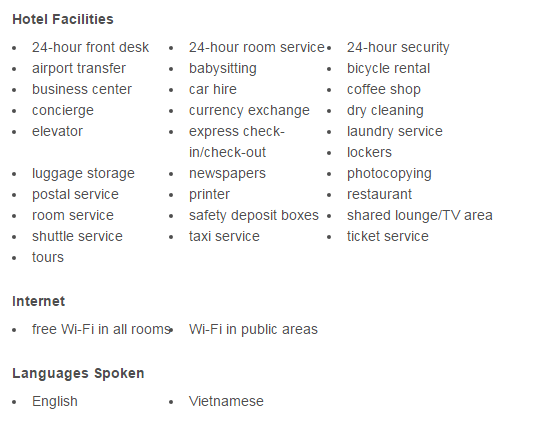 Hotel Facilities
24-hour front desk
24-hour room service
24-hour security
airport transfer
babysitting
bicycle rental
business center
car hire
coffee shop
concierge
currency exchange
dry cleaning
elevator
express check-
in/check-out
laundry service
lockers
luggage storage
newspapers
photocopying
postal service
printer
restaurant
room service
safety deposit boxes
shared lounge/TV area
shuttle service
taxi service
ticket service
tours
Internet
free Wi-Fi in all rooms
Wi-Fi in public areas
Languages Spoken
English
Vietnamese